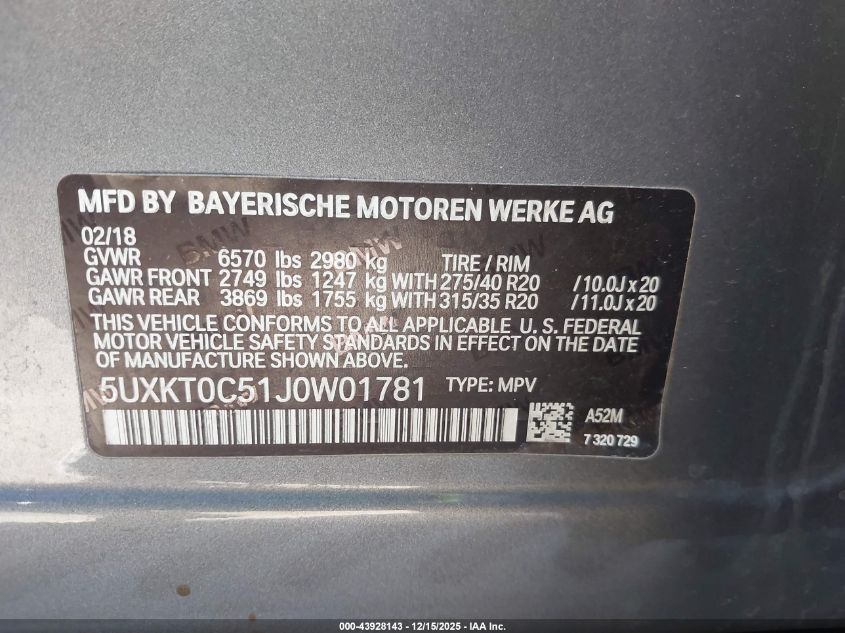 MFD BY BAYERISCHE MOTOREN WERKE AG
02/18
GVWR 6570 lbs 2980 kg TIRE / RIM
GAWR FRONT 2749 lbs 1247 kg WITH 275/40 R20 /10.0J x 20
GAWR REAR 3869 lbs 1755 kg WITH 315/35 R20 /11.0J x 20
THIS VEHICLE CONFORMS TO ALL APPLICABLE U. S. FEDERAL
MOTOR VEHICLE SAFETY STANDARDS IN EFFECT ON THE DATE
OF MANUFACTURE SHOWN ABOVE.
5UXKT0C51J0W01781 TYPE: MPV
A52M
7 320 729
000-43928143 - 12/15/2025 - IAA Inc.